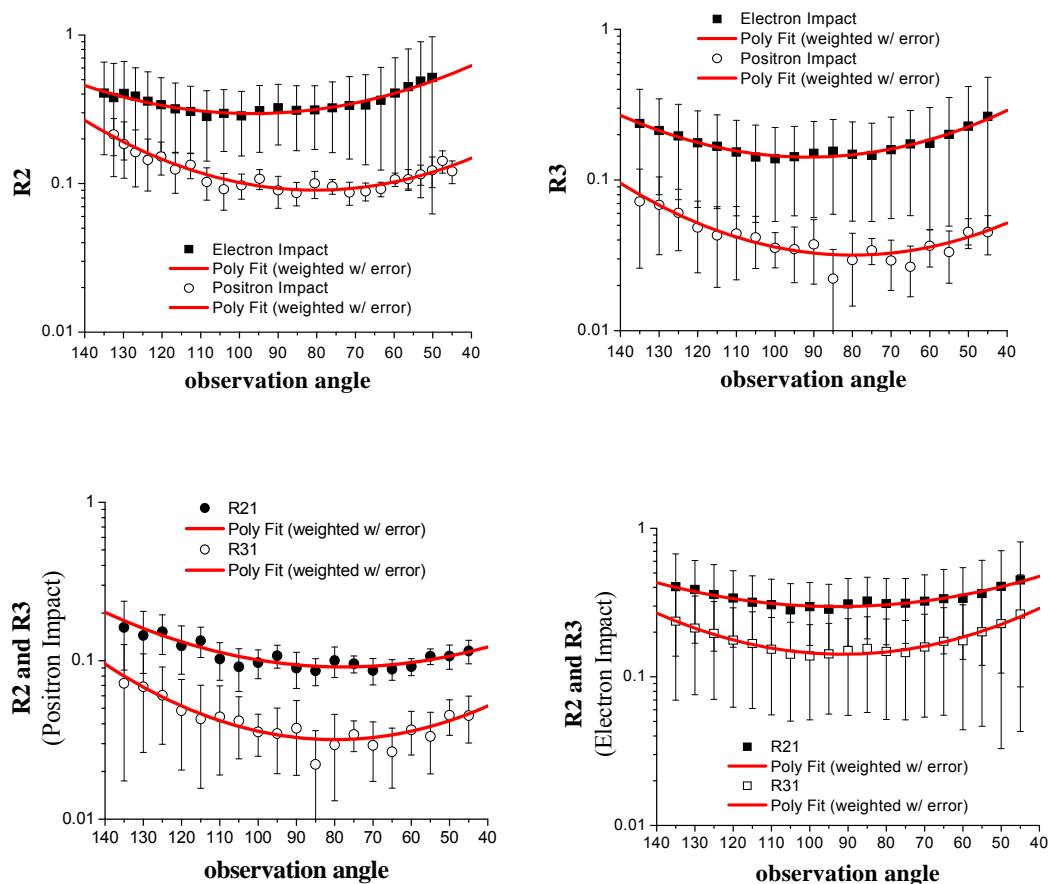 1
0.1
0.01
R2
Electron Impact
Poly Fit (weighted w/ error)
Positron Impact
Poly Fit (weighted w/ error)
140 130 120 110 100 90 80 70 60 50 40
observation angle
1
0.1
0.01
R3
Electron Impact
Poly Fit (weighted w/ error)
Positron Impact
Poly Fit (weighted w/ error)
140 130 120 110 100 90 80 70 60 50 40
observation angle
1
0.1
0.01
R2 and R3
(Positron Impact)
R21
Poly Fit (weighted w/ error)
R31
Poly Fit (weighted w/ error)
140 130 120 110 100 90 80 70 60 50 40
observation angle
1
0.1
0.01
R2 and R3
(Electron Impact)
R21
Poly Fit (weighted w/ error)
R31
Poly Fit (weighted w/ error)
140 130 120 110 100 90 80 70 60 50 40
observation angle